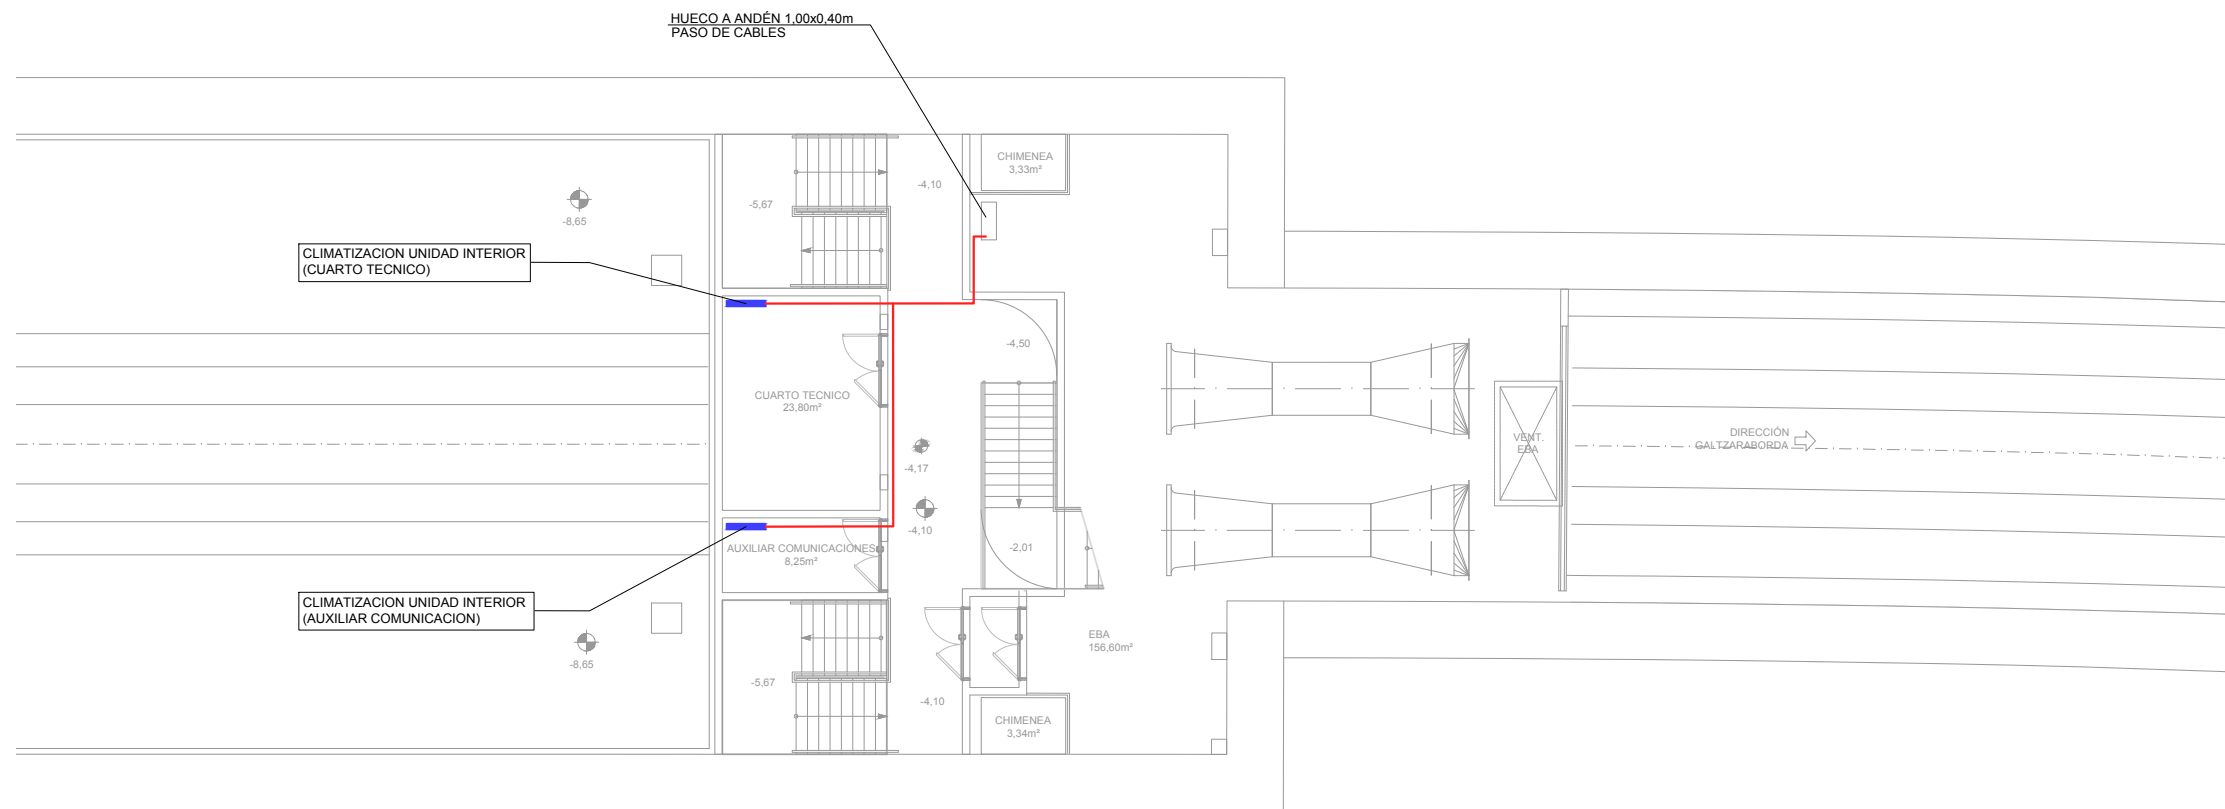 HUECO A ANDÉN 1,00x0,40m
PASO DE CABLES
CHIMENEA
3,33m²
-4,10
-5,67
-8,65
CLIMATIZACION UNIDAD INTERIOR
(CUARTO TECNICO)
-4,50
CUARTO TECNICO
23,80m²
VENT.
EBA
DIRECCIÓN
GALTZARABORDA
-4,17
-4,10
AUXILIAR COMUNICACIONES
8,25m²
-2,01
CLIMATIZACION UNIDAD INTERIOR
(AUXILIAR COMUNICACION)
EBA
156,60m²
-8,65
-5,67
-4,10
CHIMENEA
3,34m²